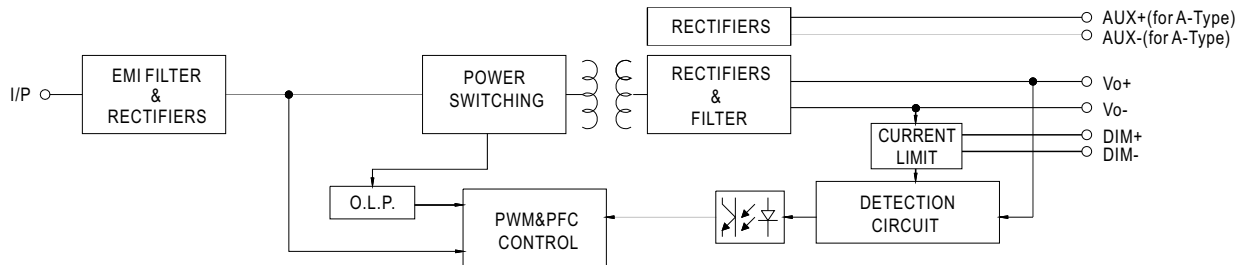 RECTIFIERS
AUX+(for A-Type)
AUX-(for A-Type)
I/P
EMI FILTER
&
RECTIFIERS
POWER
SWITCHING
RECTIFIERS
&
FILTER
Vo+
Vo-
CURRENT
LIMIT
DIM+
DIM-
O.L.P.
PWM&PFC
CONTROL
DETECTION
CIRCUIT